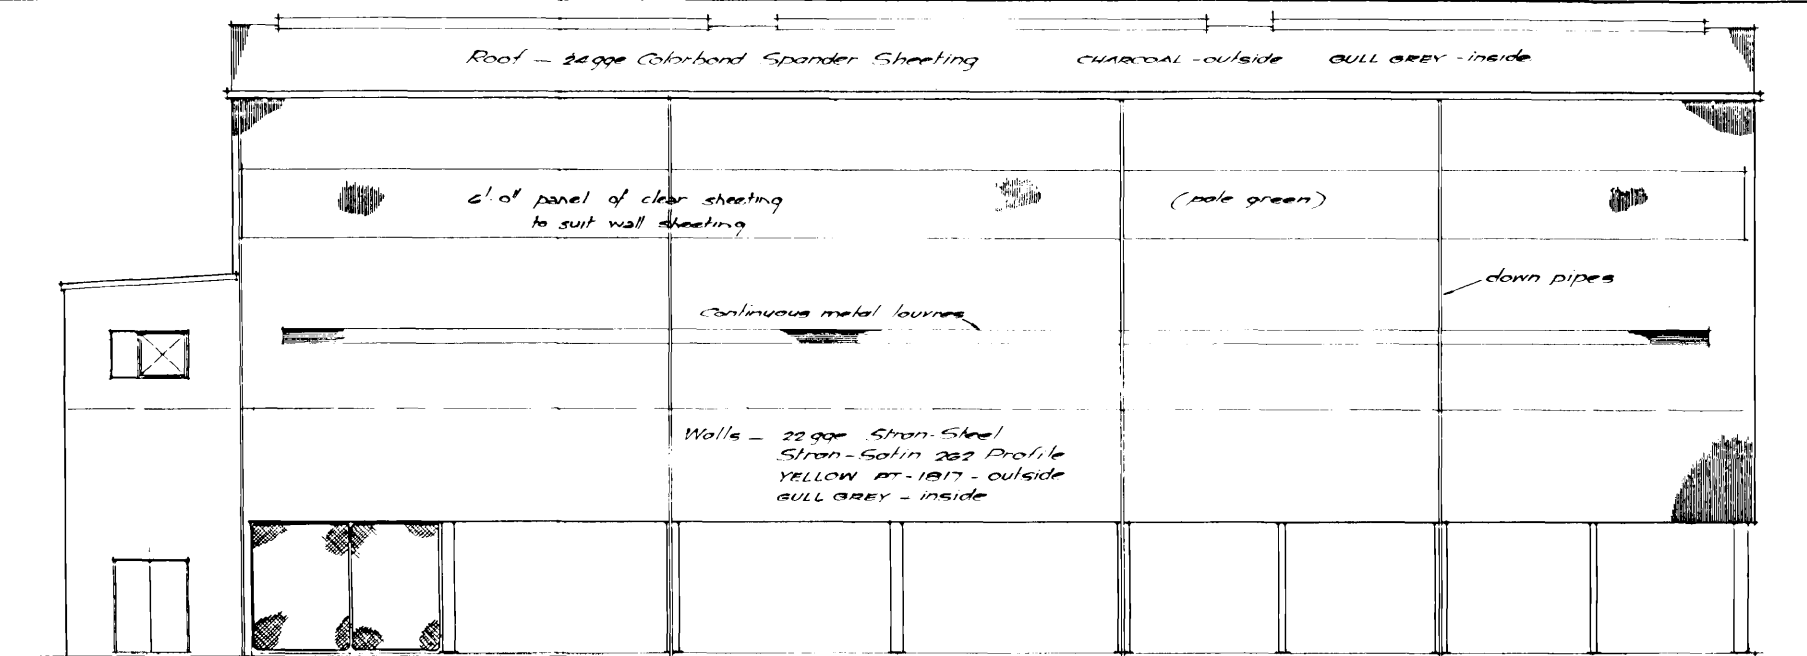 Roof - 24gge Colorbond Spander Sheeting CHARCOAL - outside GULL GREY - inside
6'.0" panel of clear sheeting (pale green)
to suit wall sheeting
down pipes
Continuous metal louvres
Walls - 22 gge Stran-Steel
Stran-Satin 262 Profile
YELLOW PT-1817 - outside
GULL GREY - inside